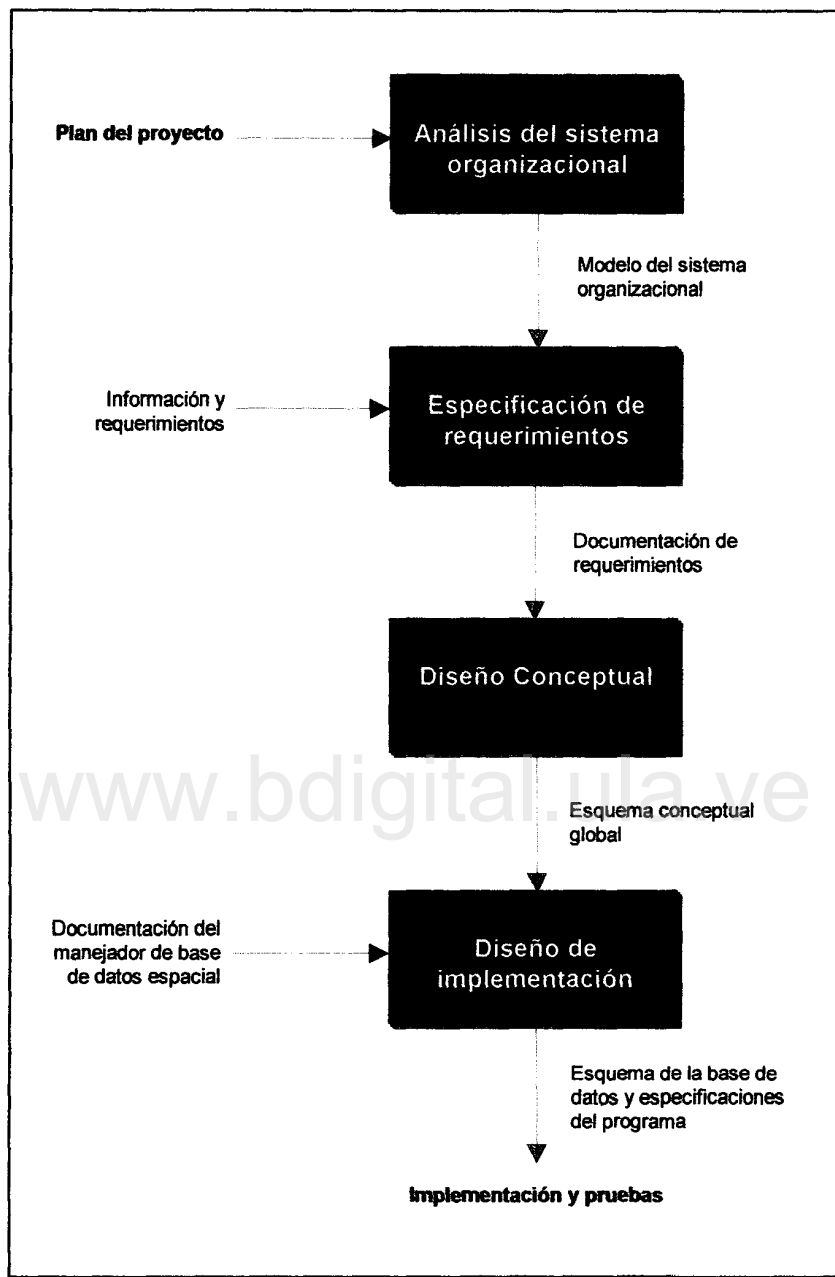 Plan del proyecto
Análisis del sistema
organizacional
Modelo del sistema
organizacional
Información y
requerimientos
Especificación de
requerimientos
Documentación de
requerimientos
Diseño Conceptual
www.bdigital.ula.ve
Esquema conceptual
global
Documentación del
manejador de base
de datos espacial
Diseño de
implementación
Esquema de la base de
datos y especificaciones
del programa
Implementación y pruebas